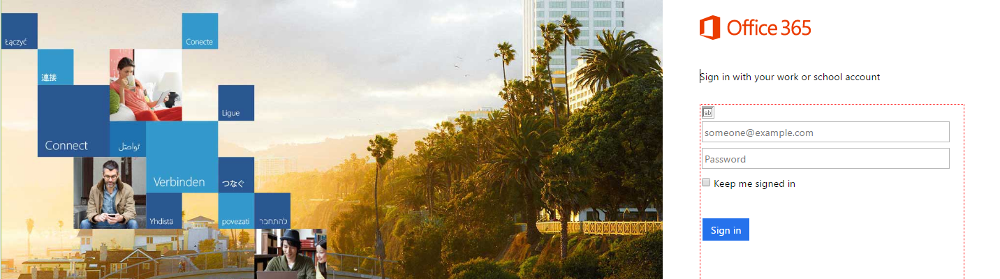 Łączyć
Conecte
連接
Ligue
Connect
تواصل
Verbinden
つなぐ
Yhdistä
povezati
להתחבר
Office 365
Sign in with your work or school account
ab
someone@example.com
Password
Keep me signed in
Sign in